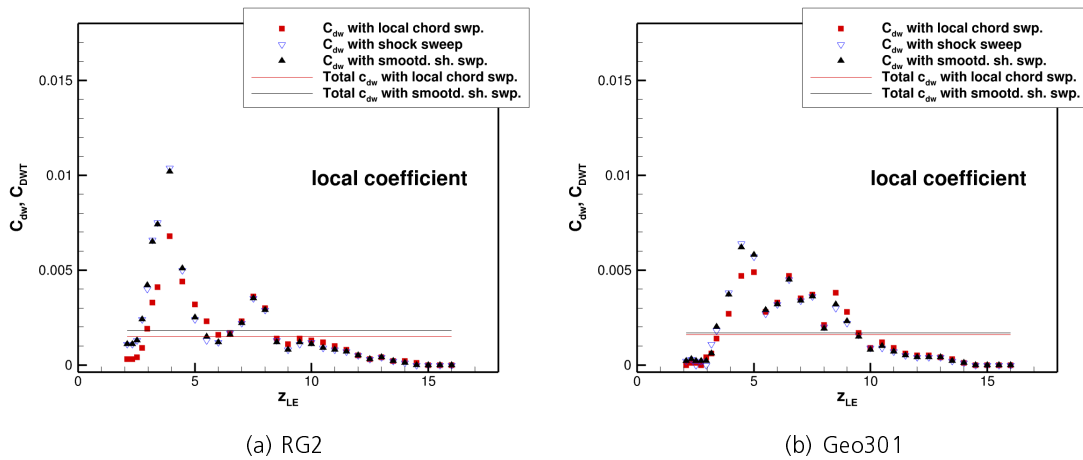 C_dw with local chord swp.
C_dw with shock sweep
C_dw with smootd. sh. swp.
Total c_dw with local chord swp.
Total c_dw with smootd. sh. swp.
0.015
0.01
0.005
0
C_dw, C_DWT
local coefficient
0 5 10 15
z_LE
(a) RG2
C_dw with local chord swp.
C_dw with shock sweep
C_dw with smootd. sh. swp.
Total c_dw with local chord swp.
Total c_dw with smootd. sh. swp.
0.015
0.01
0.005
0
C_dw, C_DWT
local coefficient
0 5 10 15
z_LE
(b) Geo301